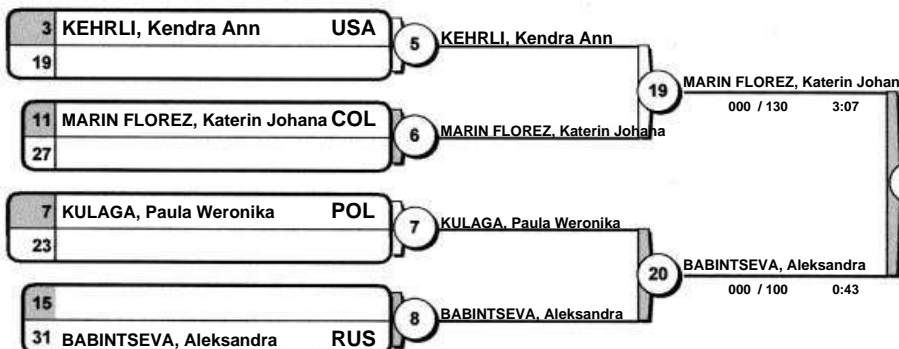 3 KEHRLI, Kendra Ann USA
19
5
KEHRLI, Kendra Ann
11 MARIN FLOREZ, Katerin Johana COL
27
6
MARIN FLOREZ, Katerin Johana
19
MARIN FLOREZ, Katerin Johan
000 / 130 3:07
7 KULAGA, Paula Weronika POL
23
7
KULAGA, Paula Weronika
15
31 BABINTSEVA, Aleksandra RUS
8
BABINTSEVA, Aleksandra
20
BABINTSEVA, Aleksandra
000 / 100 0:43